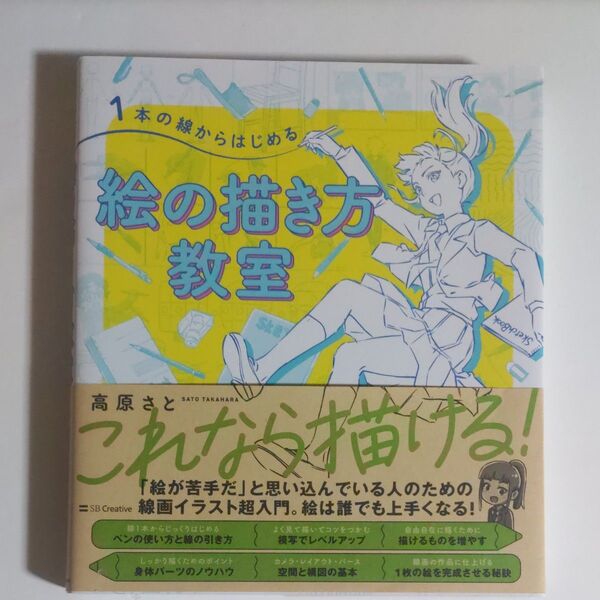 1本の線からはじめる
絵の描き方
教室
SketchBook
高原さと SATO TAKAHARA
これなら描ける!
「絵が苦手だ」と思い込んでいる人のための
線画イラスト超入門。絵は誰でも上手くなる!
SB Creative
線1本からじっくりはじめる
ペンの使い方と線の引き方
よく見て描いてコツをつかむ
模写でレベルアップ
自由自在に描くために
描けるものを増やす
しっかり描くためのポイント
身体パーツのノウハウ
カメラ・レイアウト・パース
空間と構図の基本
線画の作品に仕上げる
1枚の絵を完成させる秘訣